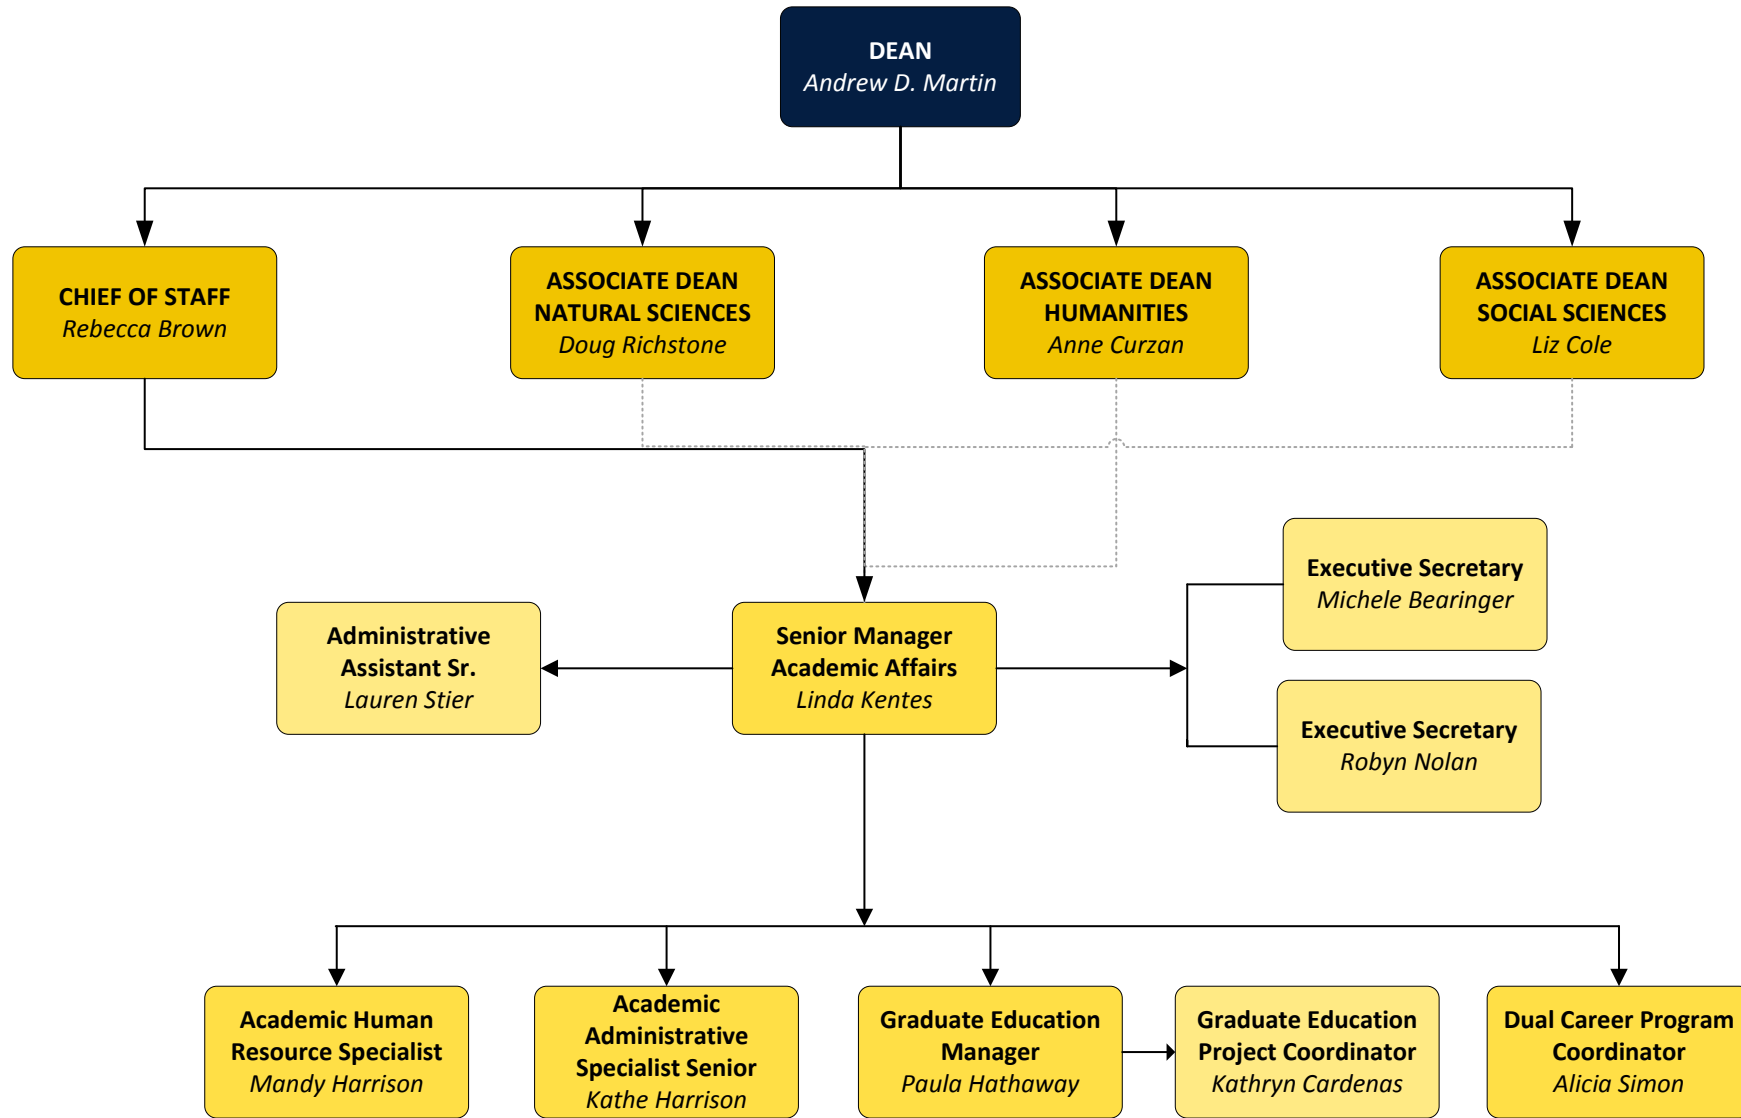 DEAN
Andrew D. Martin
CHIEF OF STAFF
Rebecca Brown
ASSOCIATE DEAN
NATURAL SCIENCES
Doug Richstone
ASSOCIATE DEAN
HUMANITIES
Anne Curzan
ASSOCIATE DEAN
SOCIAL SCIENCES
Liz Cole
Executive Secretary
Michele Bearinger
Administrative
Assistant Sr.
Lauren Stier
Senior Manager
Academic Affairs
Linda Kentes
Executive Secretary
Robyn Nolan
Academic Human
Resource Specialist
Mandy Harrison
Academic
Administrative
Specialist Senior
Kathe Harrison
Graduate Education
Manager
Paula Hathaway
Graduate Education
Project Coordinator
Kathryn Cardenas
Dual Career Program
Coordinator
Alicia Simon